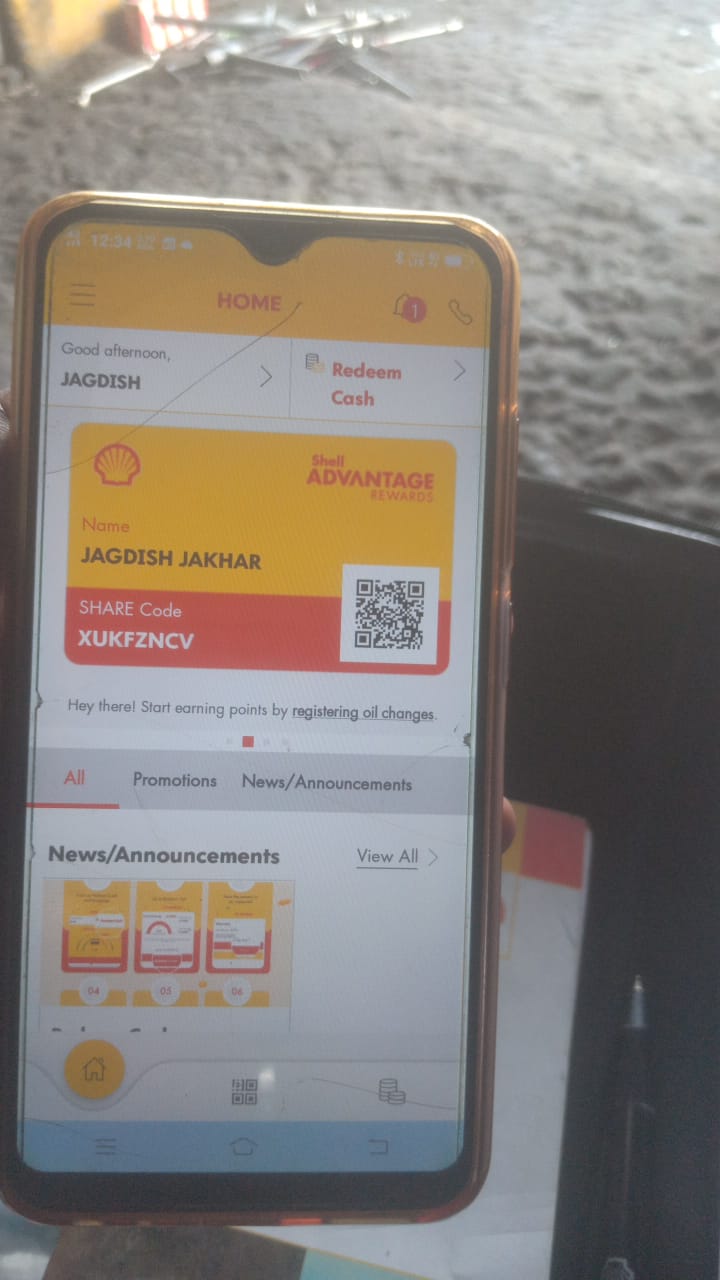 12:34
HOME
1
Good afternoon,
JAGDISH
Redeem
Cash
Shell
ADVANTAGE
REWARDS
Name
JAGDISH JAKHAR
SHARE Code
XUKFZNCV
Hey there! Start earning points by registering oil changes.
All
Promotions
News/Announcements
News/Announcements
View All
04
05
06